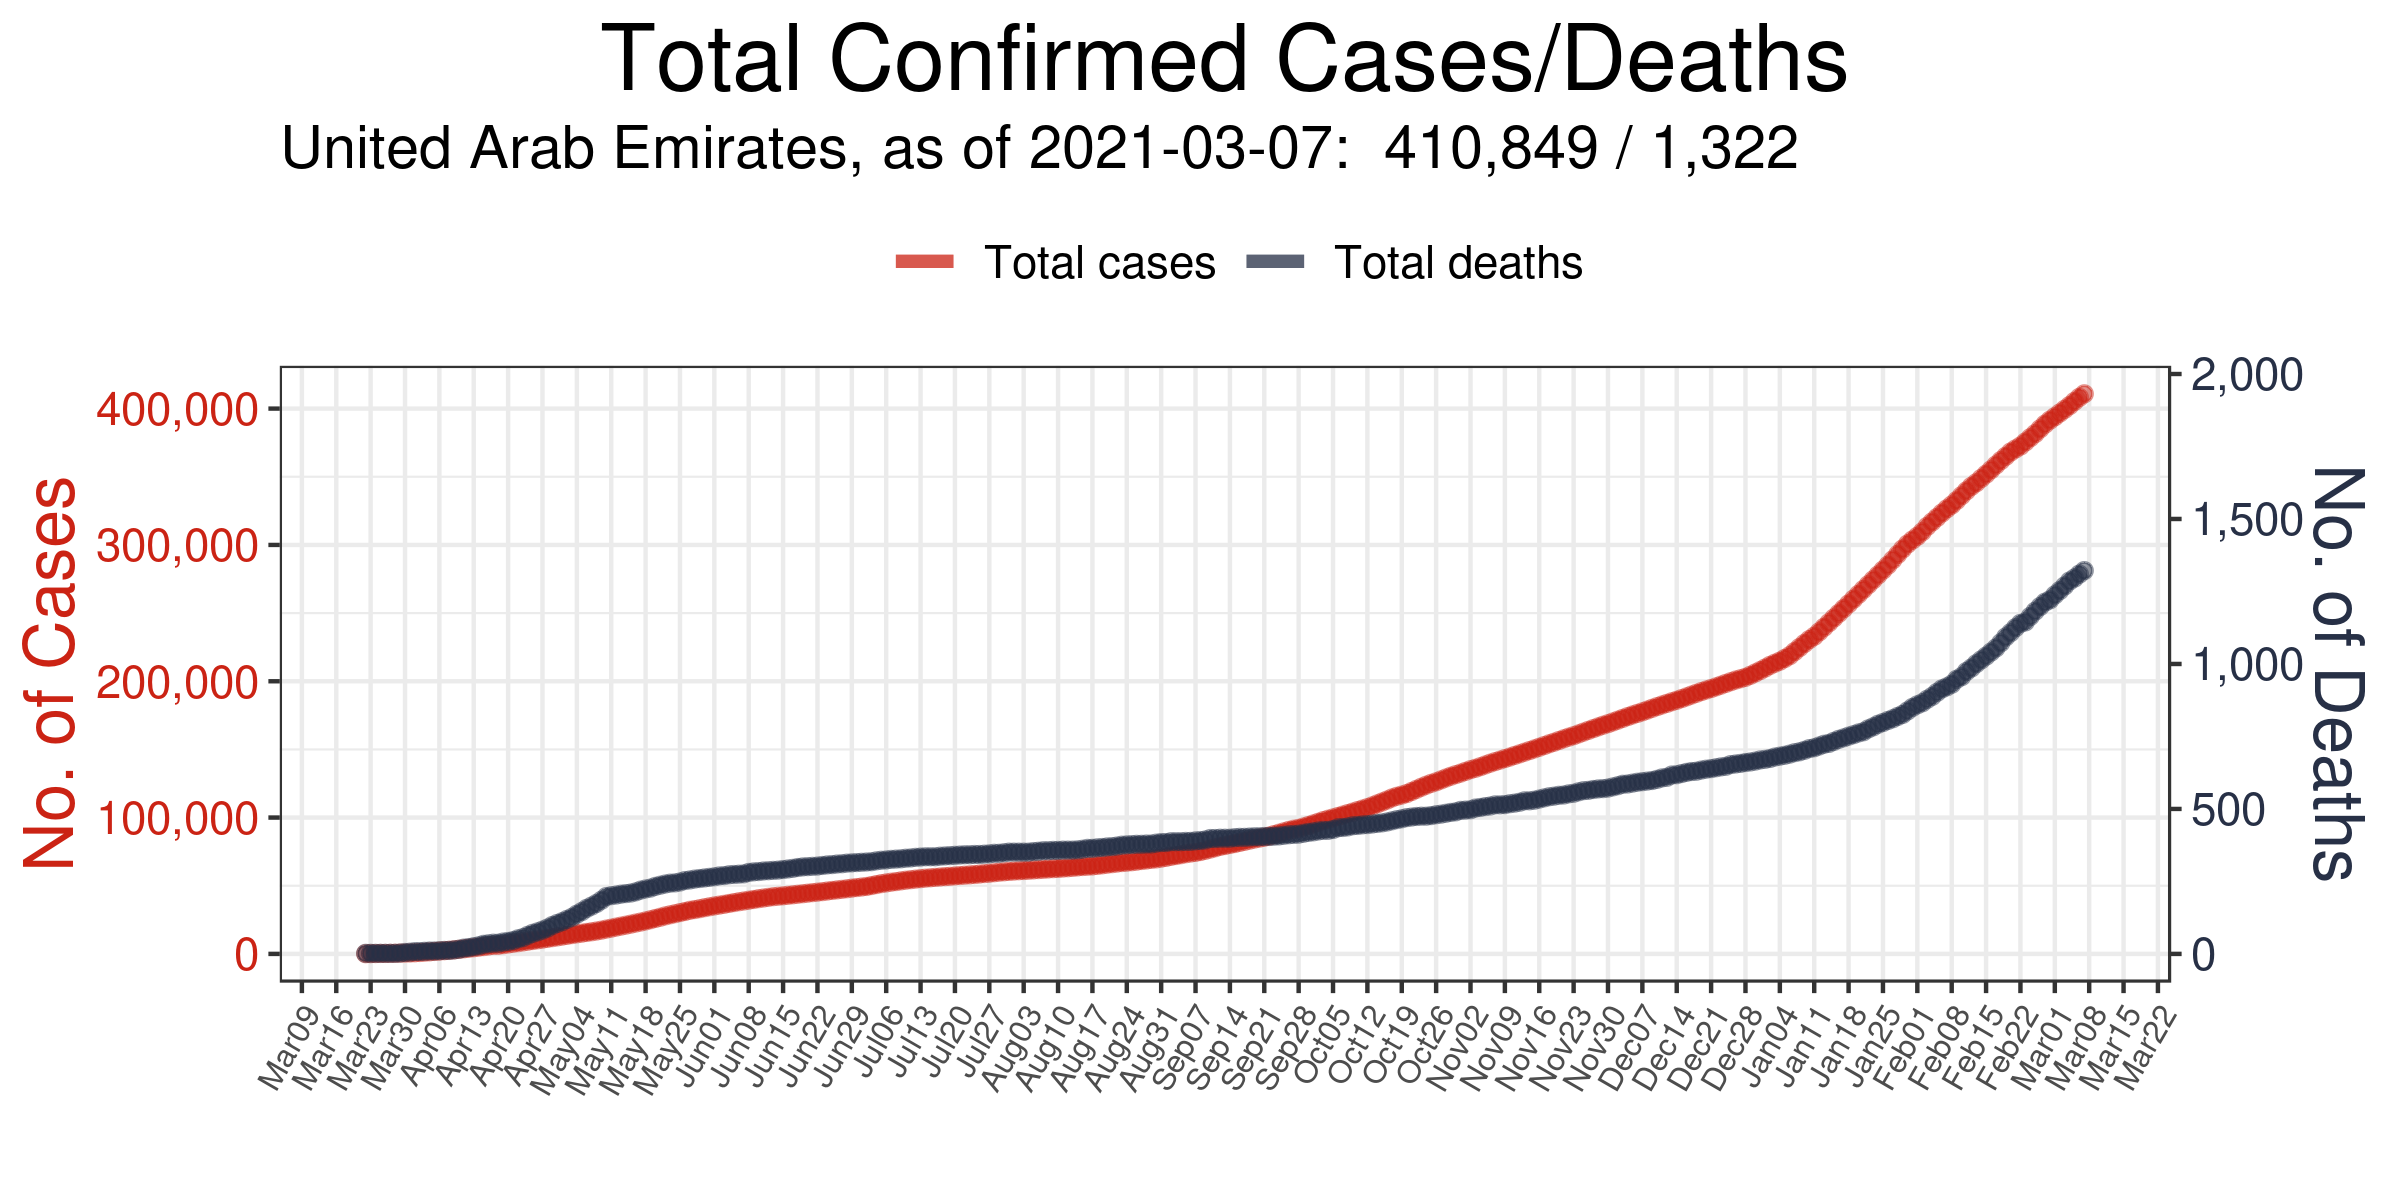 Total Confirmed Cases/Deaths
United Arab Emirates, as of 2021-03-07:  410,849 / 1,322
Total cases
Total deaths
No. of Cases
400,000
300,000
200,000
100,000
0
2,000
1,500
1,000
500
0
No. of Deaths
Mar09
Mar16
Mar23
Mar30
Apr06
Apr13
Apr20
Apr27
May04
May11
May18
May25
Jun01
Jun08
Jun15
Jun22
Jun29
Jul06
Jul13
Jul20
Jul27
Aug03
Aug10
Aug17
Aug24
Aug31
Sep07
Sep14
Sep21
Sep28
Oct05
Oct12
Oct19
Oct26
Nov02
Nov09
Nov16
Nov23
Nov30
Dec07
Dec14
Dec21
Dec28
Jan04
Jan11
Jan18
Jan25
Feb01
Feb08
Feb15
Feb22
Mar01
Mar08
Mar15
Mar22